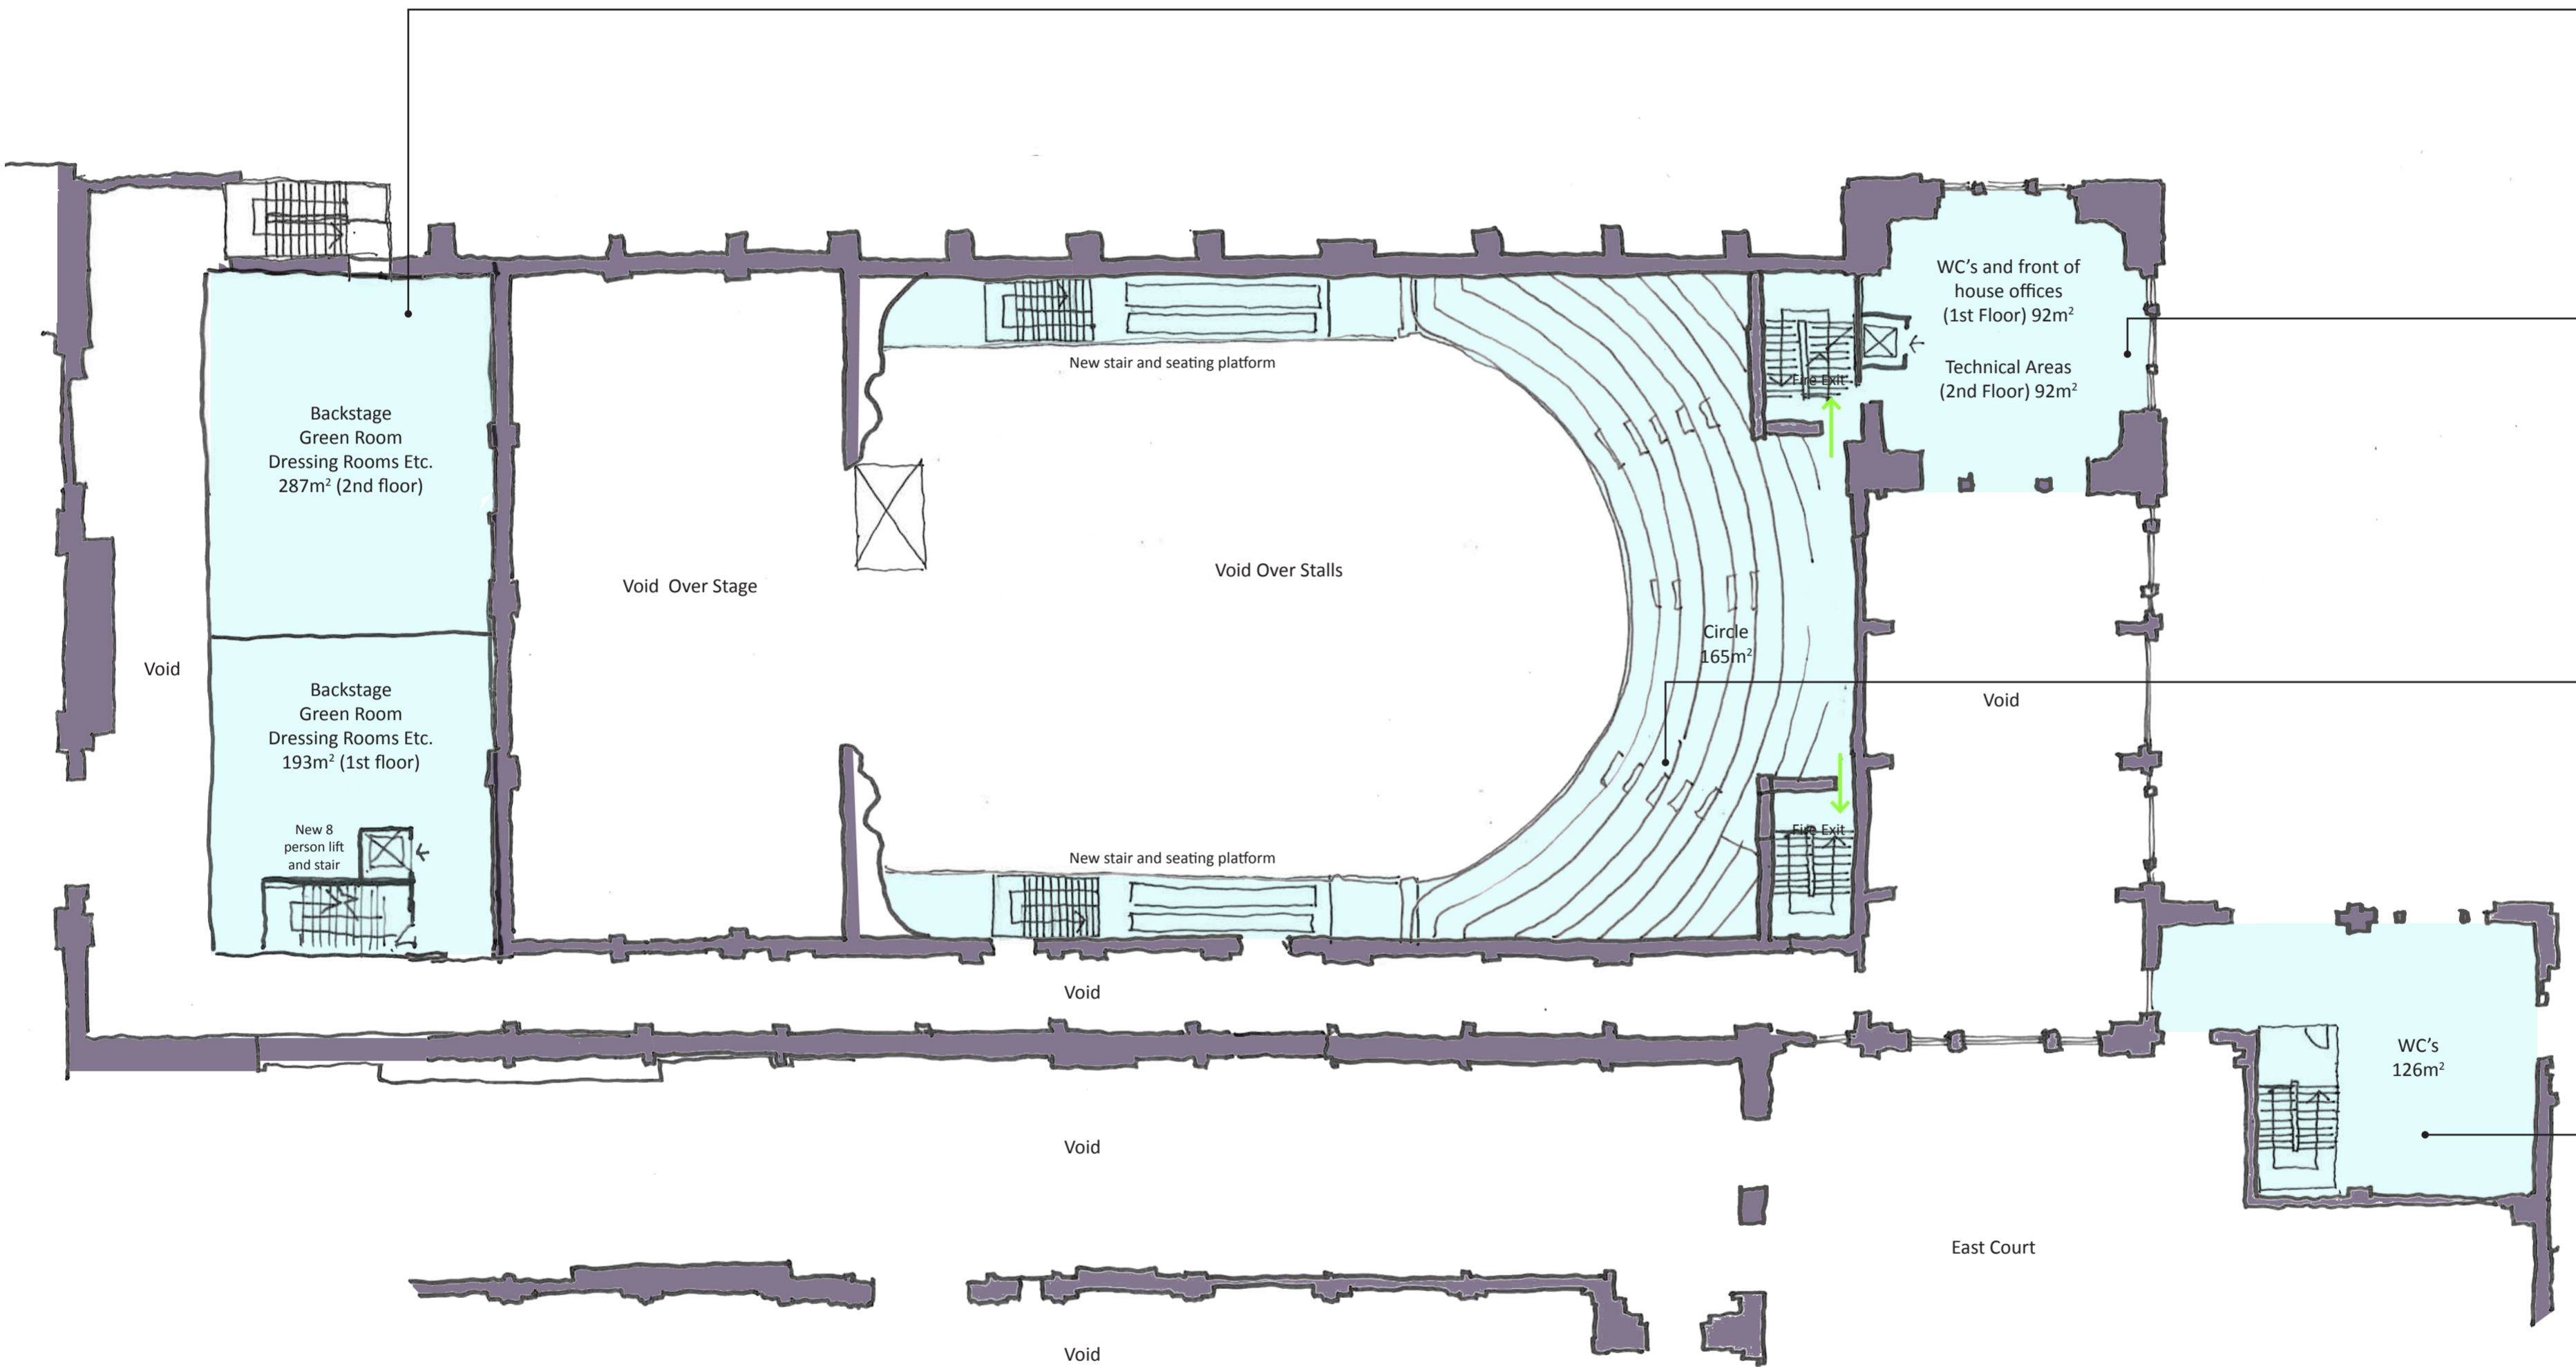 WC's and front of
house offices
(1st Floor) 92m²
Technical Areas
(2nd Floor) 92m²
New stair and seating platform
Fire Exit
Backstage
Green Room
Dressing Rooms Etc.
287m² (2nd floor)
Void Over Stage
Void Over Stalls
Circle
165m²
Void
Void
Backstage
Green Room
Dressing Rooms Etc.
193m² (1st floor)
New 8
person lift
and stair
Fire Exit
New stair and seating platform
Void
WC's
126m²
Void
East Court
Void